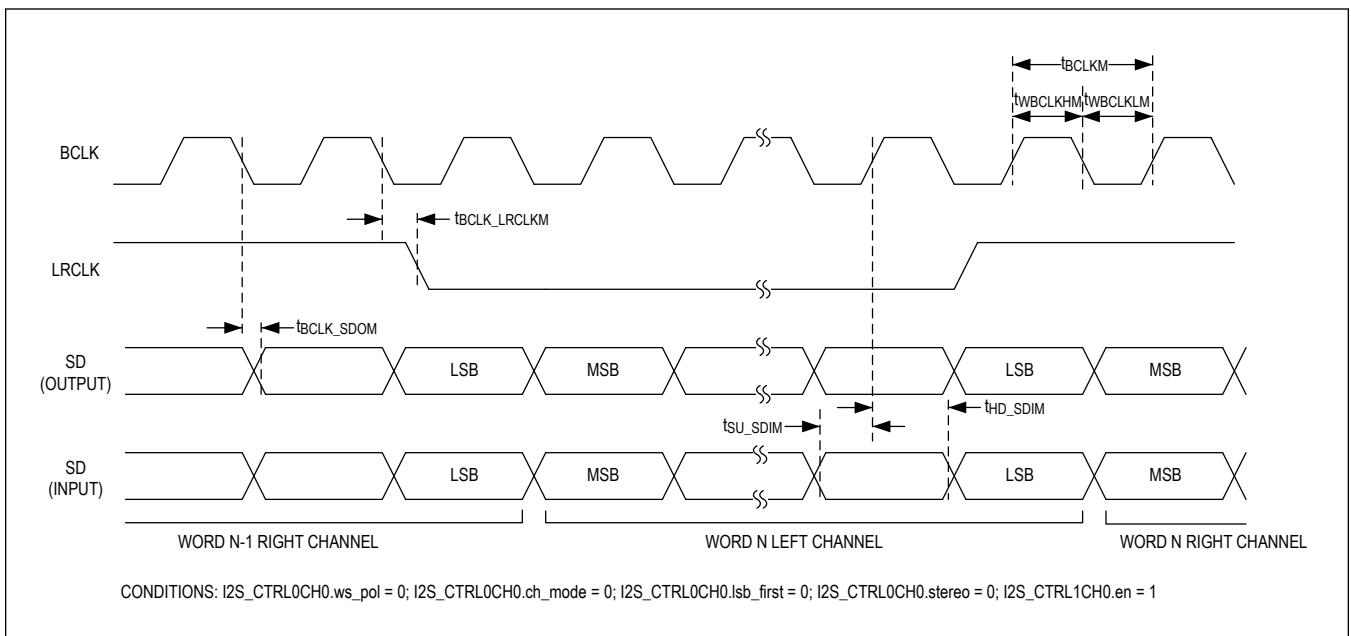 tBCLKM
tWBCLKHM tWBCLKLM
BCLK
tBCLK_LRCLKM
LRCLK
tBCLK_SDOM
SD
(OUTPUT)
LSB MSB LSB MSB
tSU_SDIM tHD_SDIM
SD
(INPUT)
LSB MSB LSB MSB
WORD N-1 RIGHT CHANNEL WORD N LEFT CHANNEL WORD N RIGHT CHANNEL
CONDITIONS: I2S_CTRL0CH0.ws_pol = 0; I2S_CTRL0CH0.ch_mode = 0; I2S_CTRL0CH0.lsb_first = 0; I2S_CTRL0CH0.stereo = 0; I2S_CTRL1CH0.en = 1